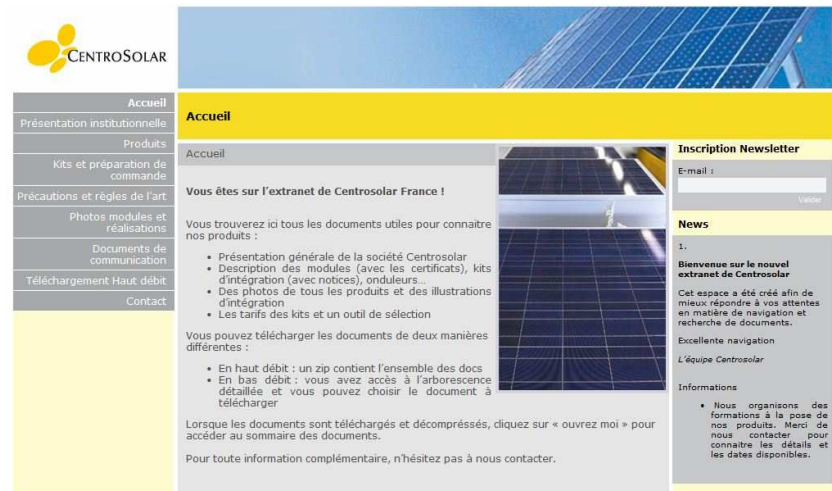 CENTROSOLAR
Accueil
Présentation institutionnelle
Produits
Kits et préparation de
commande
Précautions et règles de l'art
Photos modules et
réalisations
Documents de
communication
Téléchargement Haut débit
Contact
Accueil
Accueil
Vous êtes sur l'extranet de Centrosolar France !
Vous trouverez ici tous les documents utiles pour connaitre
nos produits :
• Présentation générale de la société Centrosolar
• Description des modules (avec les certificats), kits
d'intégration (avec notices), onduleurs...
• Des photos de tous les produits et des illustrations
d'intégration
• Les tarifs des kits et un outil de sélection
Vous pouvez télécharger les documents de deux manières
différentes :
• En haut débit : un zip contient l'ensemble des docs
• En bas débit : vous avez accès à l'arborescence
détaillée et vous pouvez choisir le document à
télécharger
Lorsque les documents sont téléchargés et décompréssés, cliquez sur « ouvrez moi » pour
accéder au sommaire des documents.
Pour toute information complémentaire, n'hésitez pas à nous contacter.
Inscription Newsletter
E-mail :
Valider
News
1.
Bienvenue sur le nouvel
extranet de Centrosolar
Cet espace a été créé afin de
mieux répondre à vos attentes
en matière de navigation et
recherche de documents.
Excellente navigation
L'équipe Centrosolar
Informations
• Nous organisons des
formations à la pose de
nos produits. Merci de
nous contacter pour
connaitre les détails et
les dates disponibles.